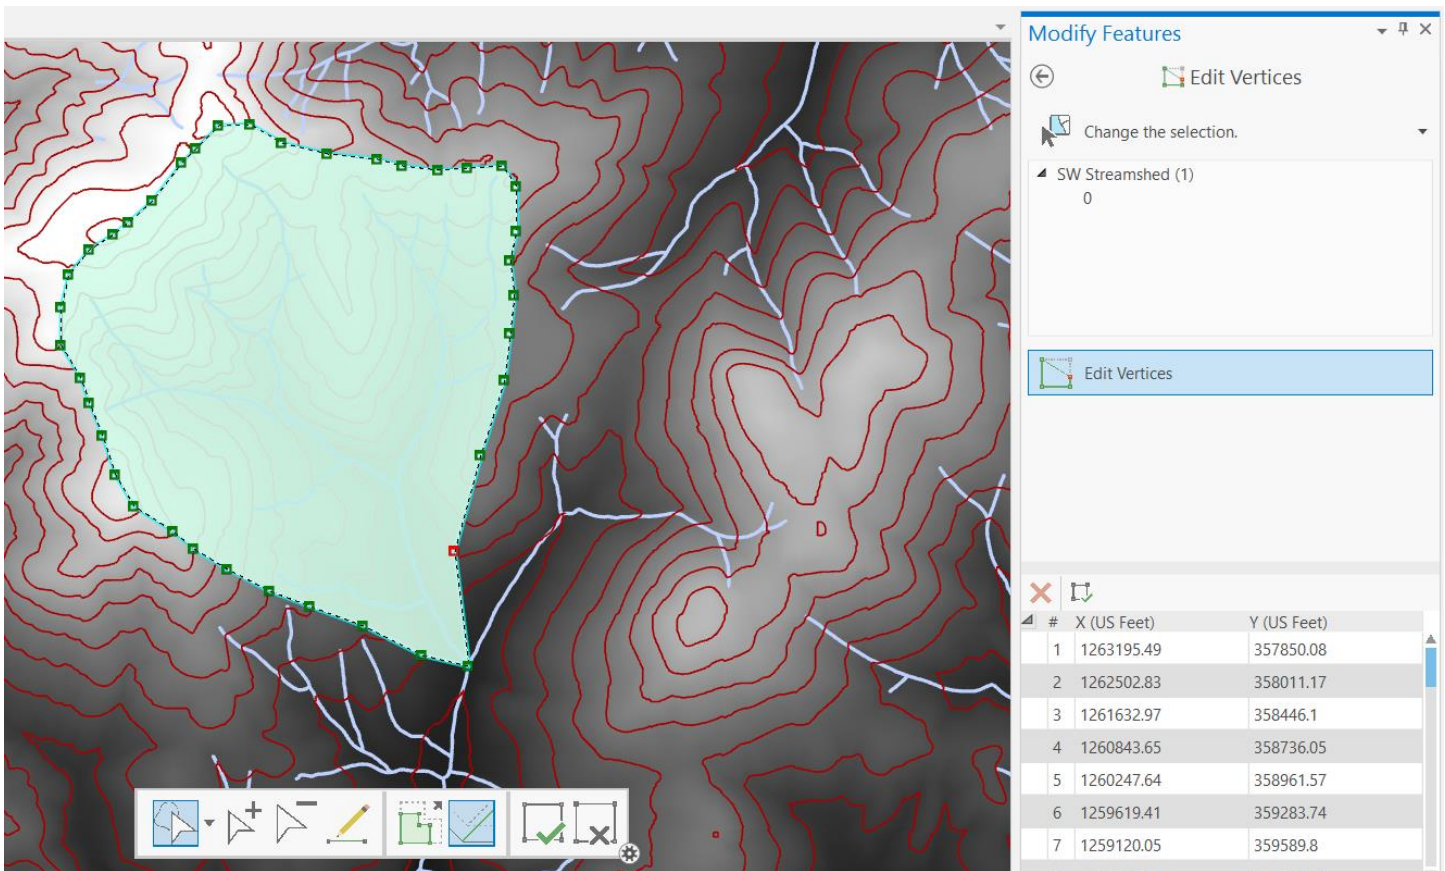 Modify Features
Edit Vertices
Change the selection.
SW Streamshed (1)
0
Edit Vertices
# X (US Feet) Y (US Feet)
1 1263195.49 357850.08
2 1262502.83 358011.17
3 1261632.97 358446.1
4 1260843.65 358736.05
5 1260247.64 358961.57
6 1259619.41 359283.74
7 1259120.05 359589.8